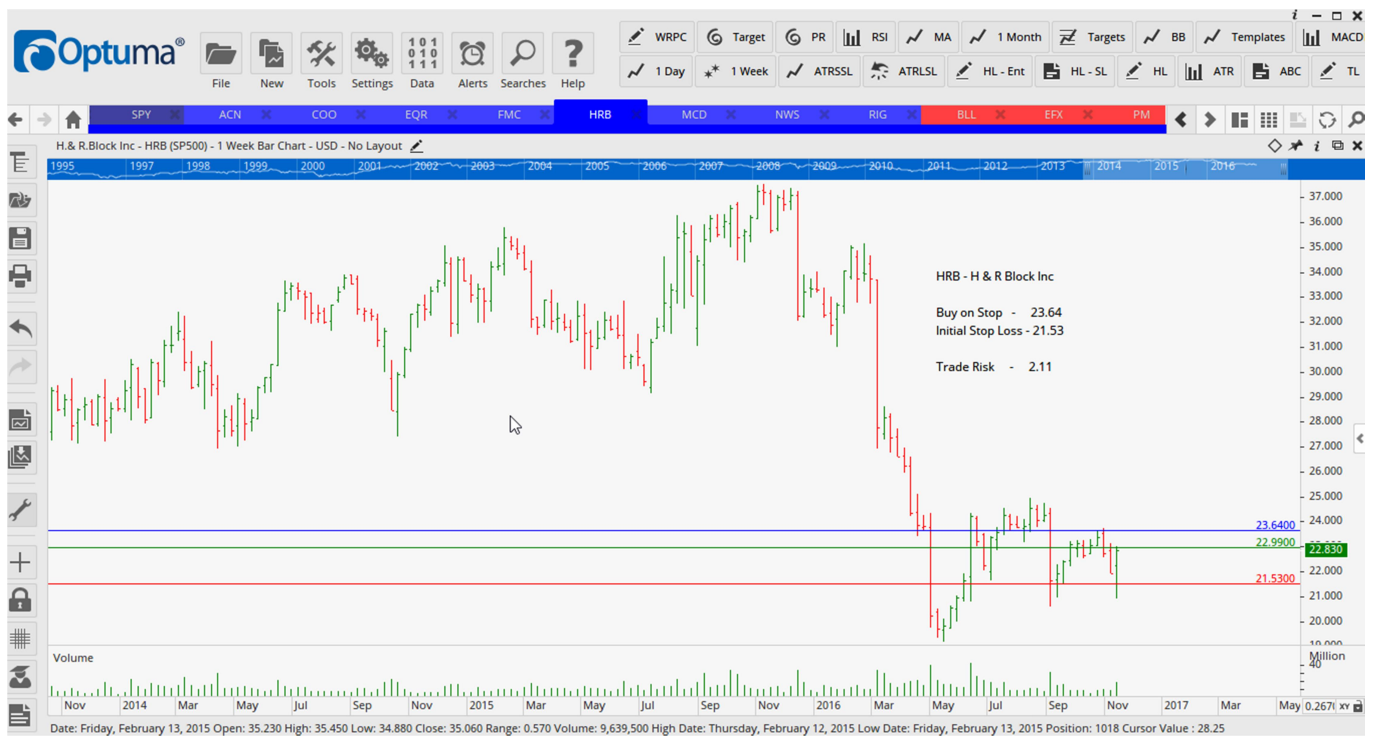 i
Optuma®
File New Tools Settings Data Alerts Searches Help
WRPC Target PR RSI MA 1 Month Targets BB Templates MACD
1 Day 1 Week ATRSSL ATRLSL HL - Ent HL - SL HL ATR ABC TL
SPY ACN COO EQR FMC HRB MCD NWS RIG BLL EFX PM
H.& R.Block Inc - HRB (SP500) - 1 Week Bar Chart - USD - No Layout
1995 1997 1998 1999 2000 2001 2002 2003 2004 2005 2006 2007 2008 2009 2010 2011 2012 2013 2014 2015 2016
37.000
36.000
35.000
HRB - H & R Block Inc
34.000
33.000
Buy on Stop - 23.64
32.000
Initial Stop Loss - 21.53
31.000
Trade Risk - 2.11
30.000
29.000
28.000
27.000
26.000
25.000
24.000
23.6400
22.9900
22.830
22.000
21.5300
21.000
20.000
19.000
Volume
Million
40
Nov 2014 Mar May Jul Sep Nov 2015 Mar May Jul Sep Nov 2016 Mar May Jul Sep Nov 2017 Mar May XY
Date: Friday, February 13, 2015 Open: 35.230 High: 35.450 Low: 34.880 Close: 35.060 Range: 0.570 Volume: 9,639,500 High Date: Thursday, February 12, 2015 Low Date: Friday, February 13, 2015 Position: 1018 Cursor Value : 28.25